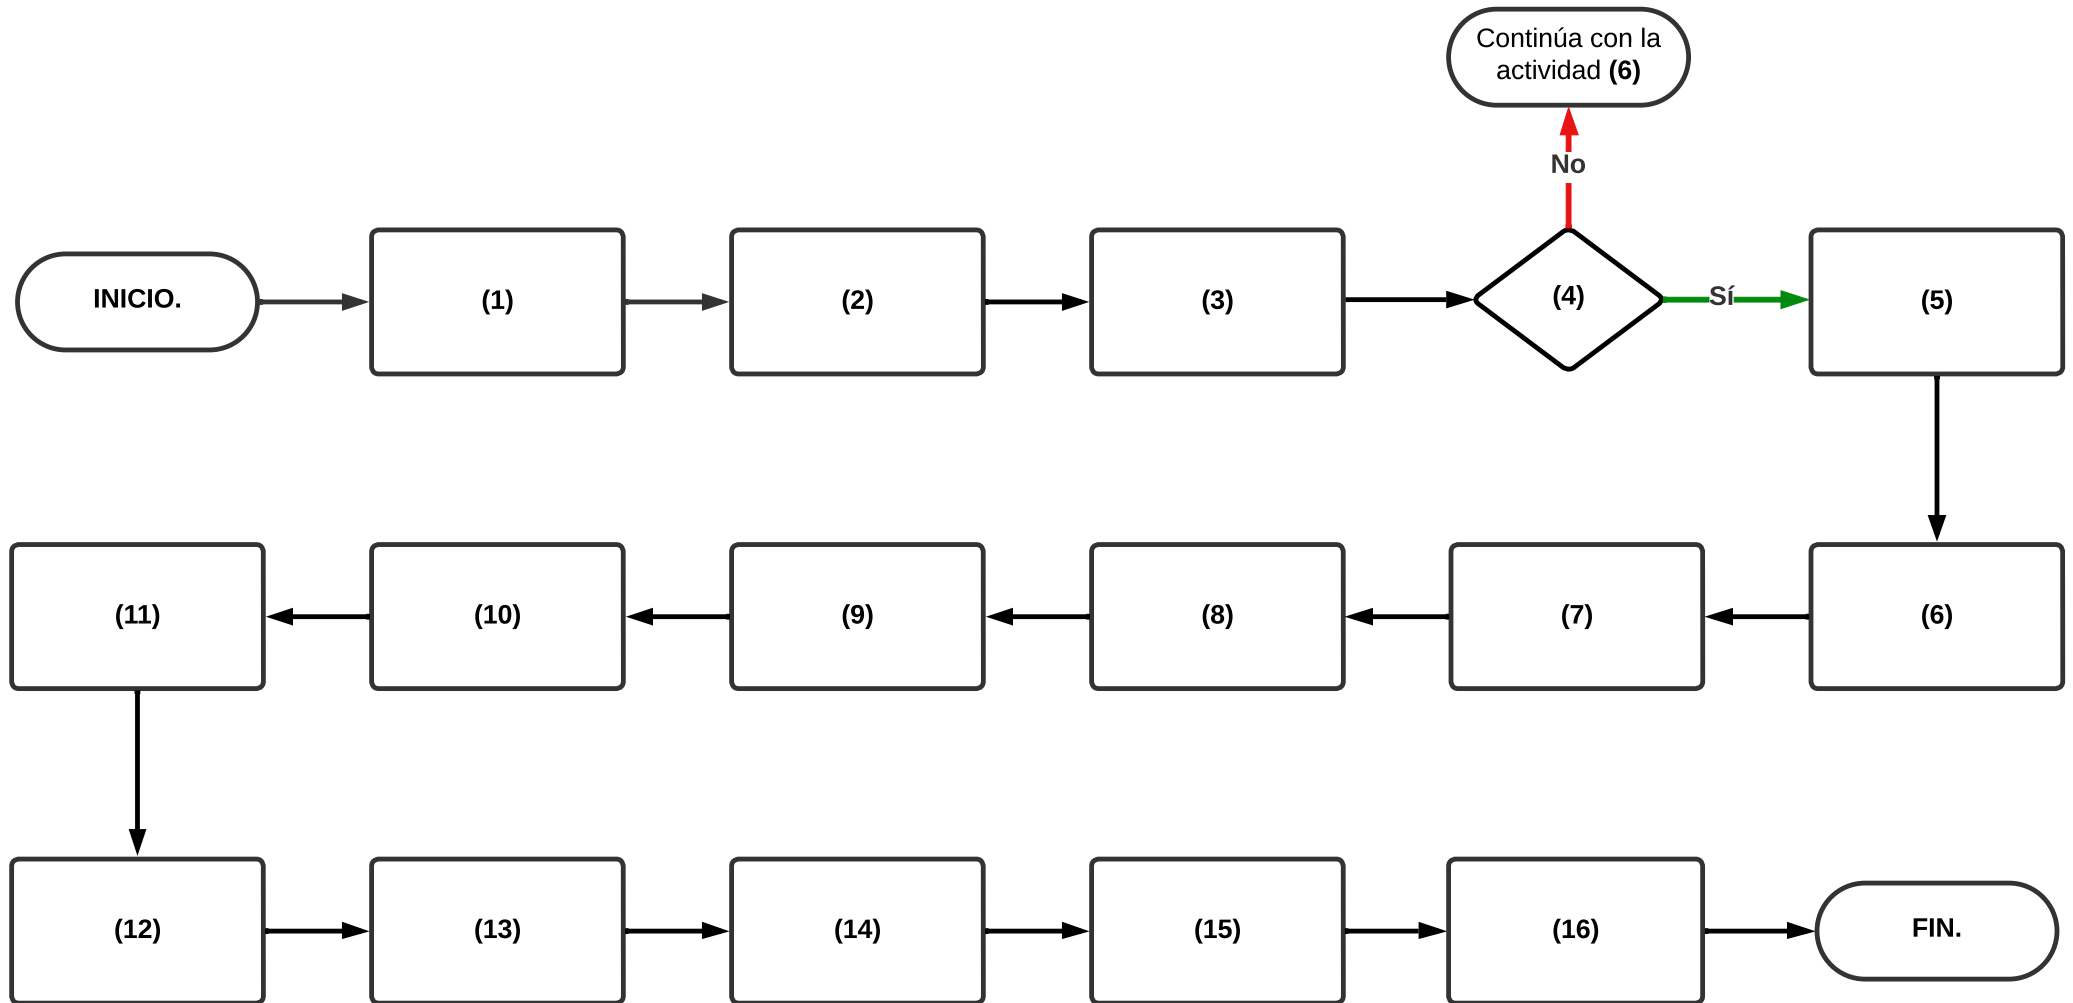 Continúa con la
actividad (6)
No
INICIO.
(1)
(2)
(3)
(4)
Sí
(5)
(11)
(10)
(9)
(8)
(7)
(6)
(12)
(13)
(14)
(15)
(16)
FIN.